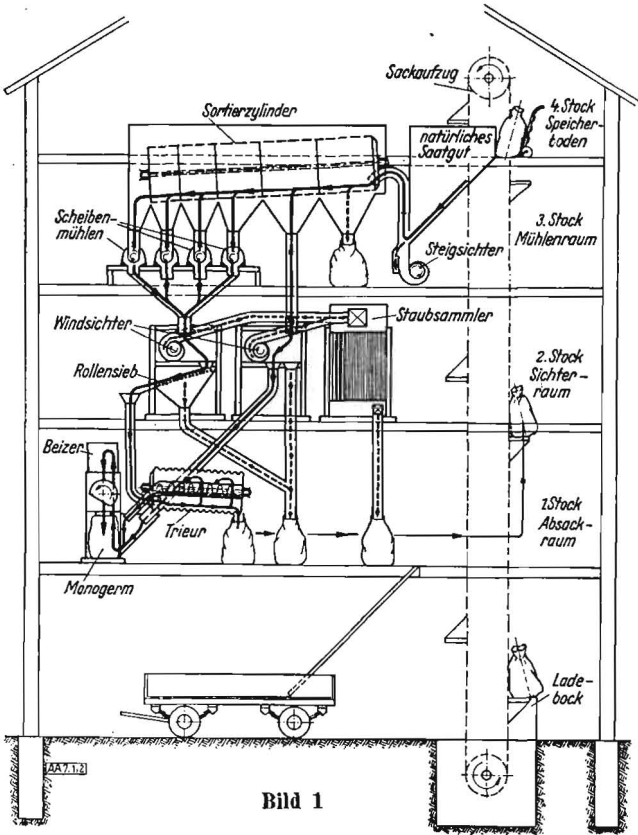 Sackaufzug
Sortierzylinder
natürliches
Saatgut
4. Stock
Speicher-
boden
Scheiben-
mühlen
3. Stock
Mühlenraum
Steigsichter
Windsichter
Staubsammler
Rollensieb
2. Stock
Sichter-
raum
Beizer
Trieur
1. Stock
Absack-
raum
Monogerm
Lade-
bock
AA 7.1.2
Bild 1